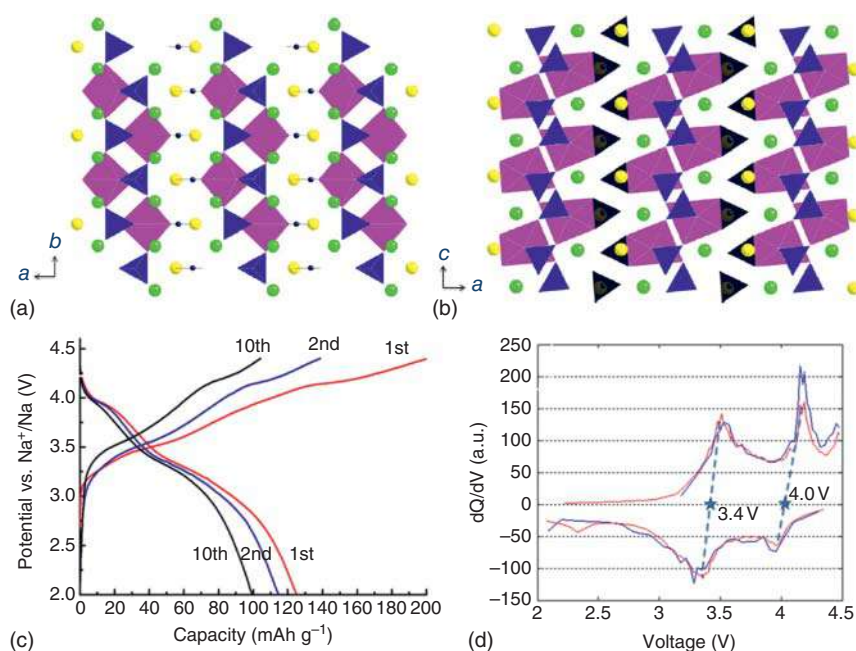 b
a
(a)
c
a
(b)
4.5
4.0
3.5
3.0
2.5
2.0
Potential vs. Na⁺/Na (V)
10th
2nd
1st
10th
2nd
1st
0 20 40 60 80 100 120 140 160 180 200
Capacity (mAh g⁻¹)
(c)
250
200
150
100
50
0
−50
−100
−150
dQ/dV (a.u.)
3.4 V
4.0 V
2 2.5 3 3.5 4 4.5
Voltage (V)
(d)